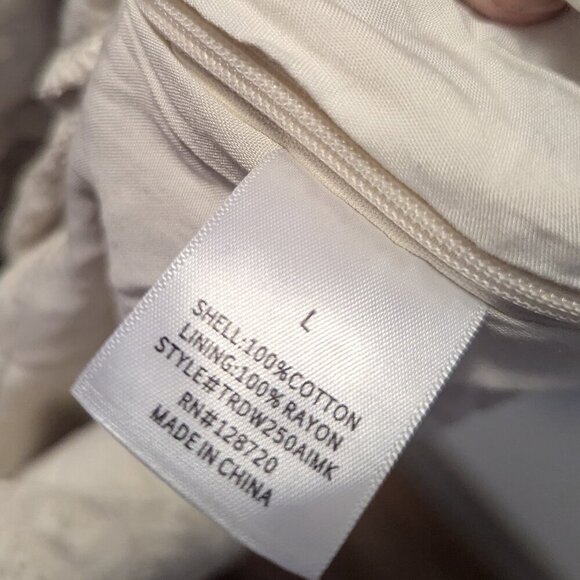 L
SHELL:100%COTTON
LINING:100% RAYON
STYLE#TRDW250AIMK
RN#128720
MADE IN CHINA